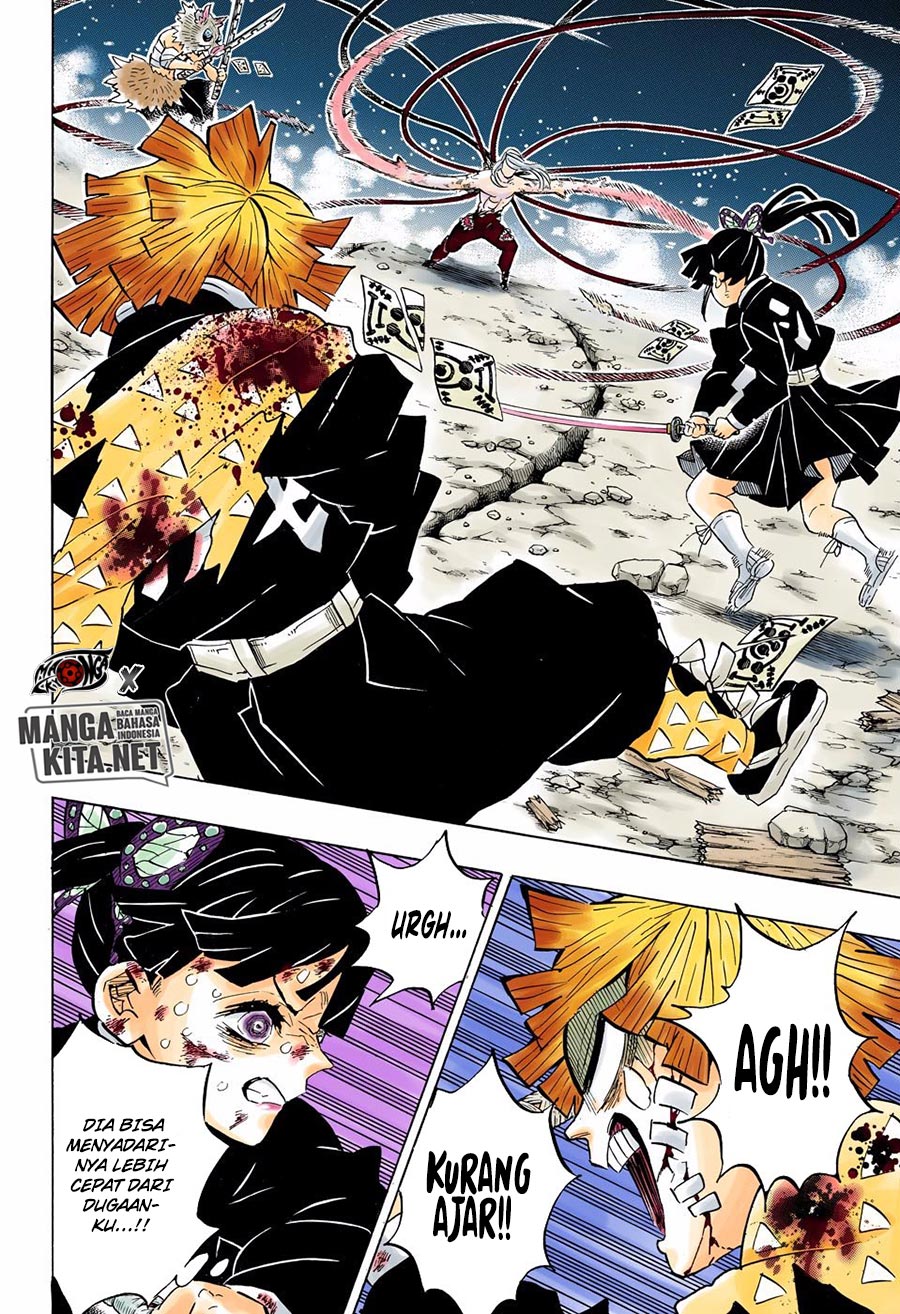 MANGA
X
MANGA
KITA.NET
BACA MANGA
BAHASA
INDONESIA
AGH!!
KURANG
AJAR!!
URGH...
DIA BISA
MENYADARI-
NYA LEBIH
CEPAT DARI
DUGAAN-
KU...!!